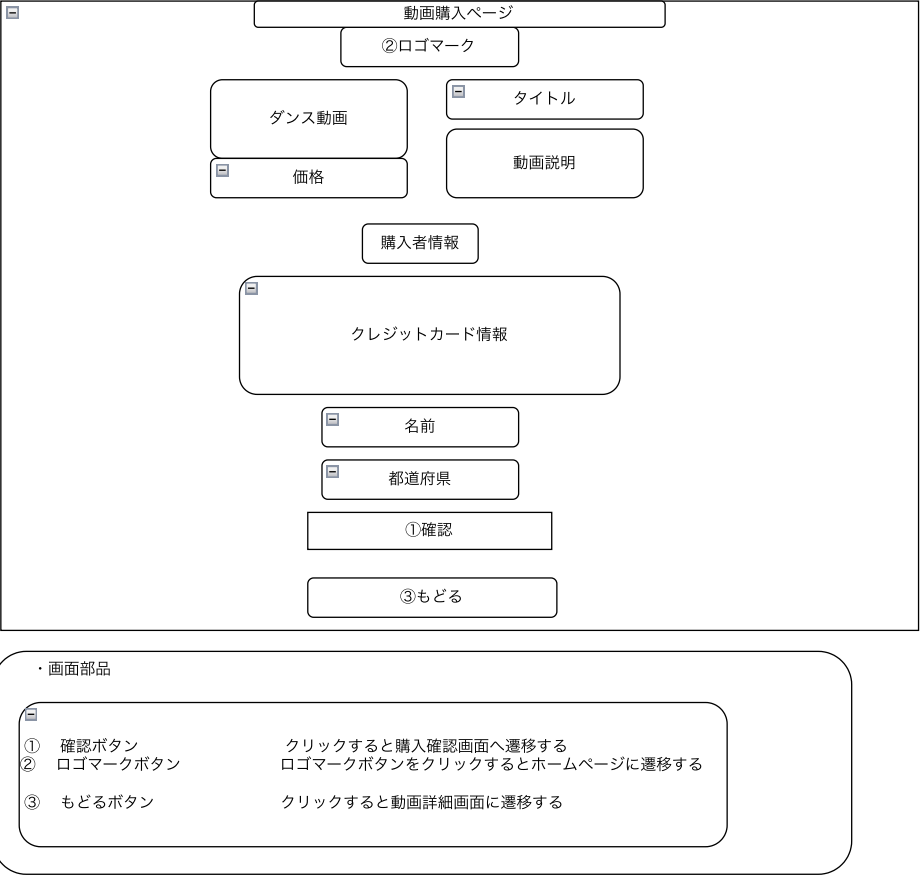 動画購入ページ
②ロゴマーク
ダンス動画
タイトル
動画説明
価格
購入者情報
クレジットカード情報
名前
都道府県
①確認
③もどる
・画面部品
① 確認ボタン クリックすると購入確認画面へ遷移する
② ロゴマークボタン ロゴマークボタンをクリックするとホームページに遷移する
③ もどるボタン クリックすると動画詳細画面に遷移する